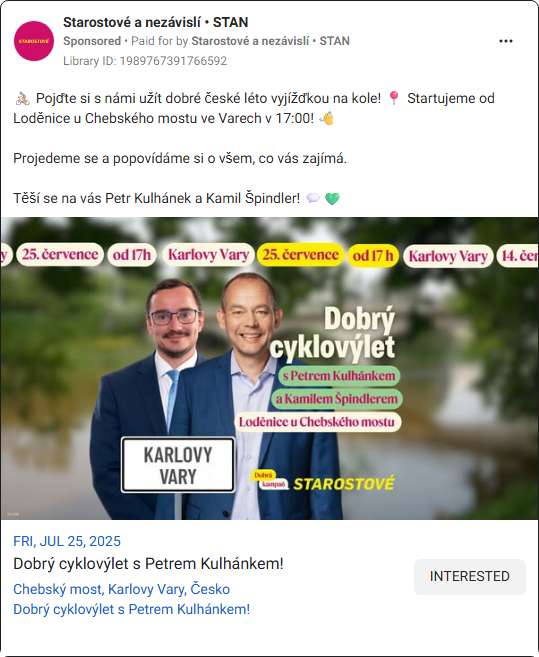 Starostové a nezávislí • STAN
Sponsored • Paid for by Starostové a nezávislí • STAN
Library ID: 1989767391766592
STAROSTOVÉ
🚴🏼 Pojďte si s námi užít dobré české léto vyjížďkou na kole! 📍 Startujeme od
Loděnice u Chebského mostu ve Varech v 17:00! 👋
Projedeme se a popovídáme si o všem, co vás zajímá.
Těší se na vás Petr Kulhánek a Kamil Špindler! 💬 💚
y 25. července od 17h Karlovy Vary 25. července od 17 h Karlovy Vary 14. čer
Dobrý
cyklovýlet
s Petrem Kulhánkem
a Kamilem Špindlerem
Loděnice u Chebského mostu
KARLOVY
VARY
Dobrá
kampaň
STAROSTOVÉ
FRI, JUL 25, 2025
Dobrý cyklovýlet s Petrem Kulhánkem!
Chebský most, Karlovy Vary, Česko
Dobrý cyklovýlet s Petrem Kulhánkem!
INTERESTED